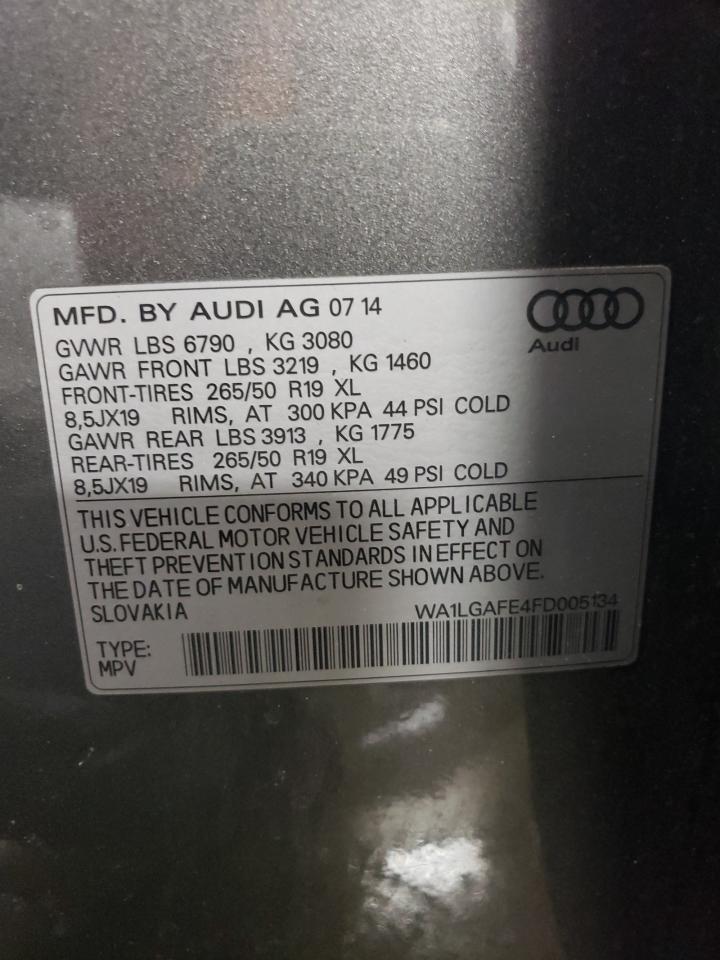 MFD. BY AUDI AG 07 14
Audi
GVWR LBS 6790 , KG 3080
GAWR FRONT LBS 3219 , KG 1460
FRONT-TIRES 265/50 R19 XL
8,5JX19 RIMS, AT 300 KPA 44 PSI COLD
GAWR REAR LBS 3913 , KG 1775
REAR-TIRES 265/50 R19 XL
8,5JX19 RIMS, AT 340 KPA 49 PSI COLD
THIS VEHICLE CONFORMS TO ALL APPLICABLE
U.S. FEDERAL MOTOR VEHICLE SAFETY AND
THEFT PREVENTION STANDARDS IN EFFECT ON
THE DATE OF MANUFACTURE SHOWN ABOVE.
SLOVAKIA WA1LGAFE4FD005134
TYPE:
MPV